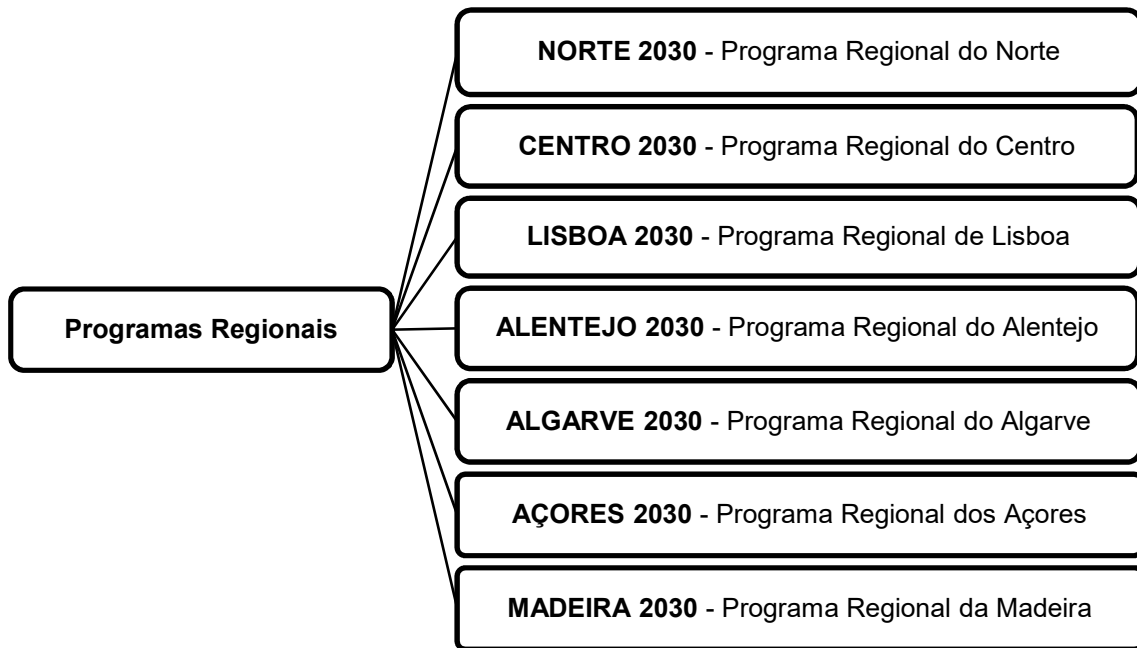 NORTE 2030 - Programa Regional do Norte
CENTRO 2030 - Programa Regional do Centro
LISBOA 2030 - Programa Regional de Lisboa
Programas Regionais
ALENTEJO 2030 - Programa Regional do Alentejo
ALGARVE 2030 - Programa Regional do Algarve
AÇORES 2030 - Programa Regional dos Açores
MADEIRA 2030 - Programa Regional da Madeira